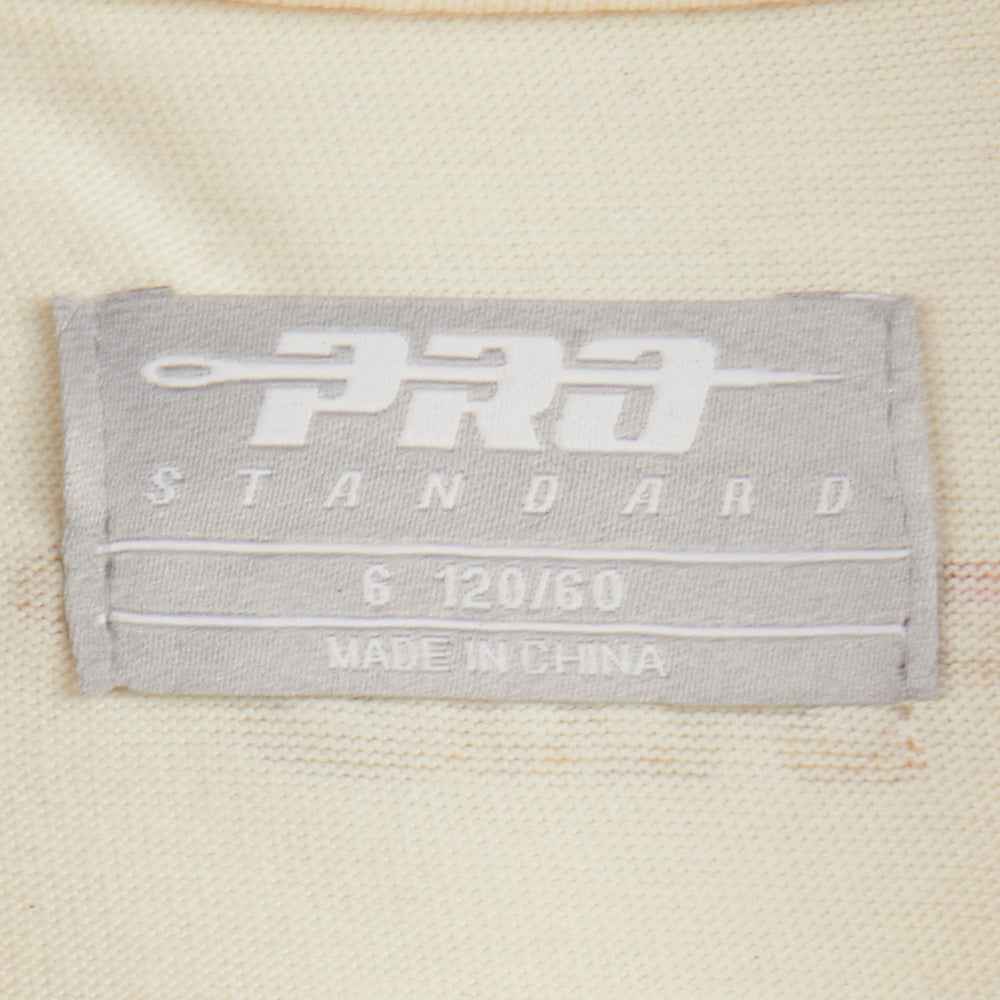 PRO
STANDARD
6 120/60
MADE IN CHINA